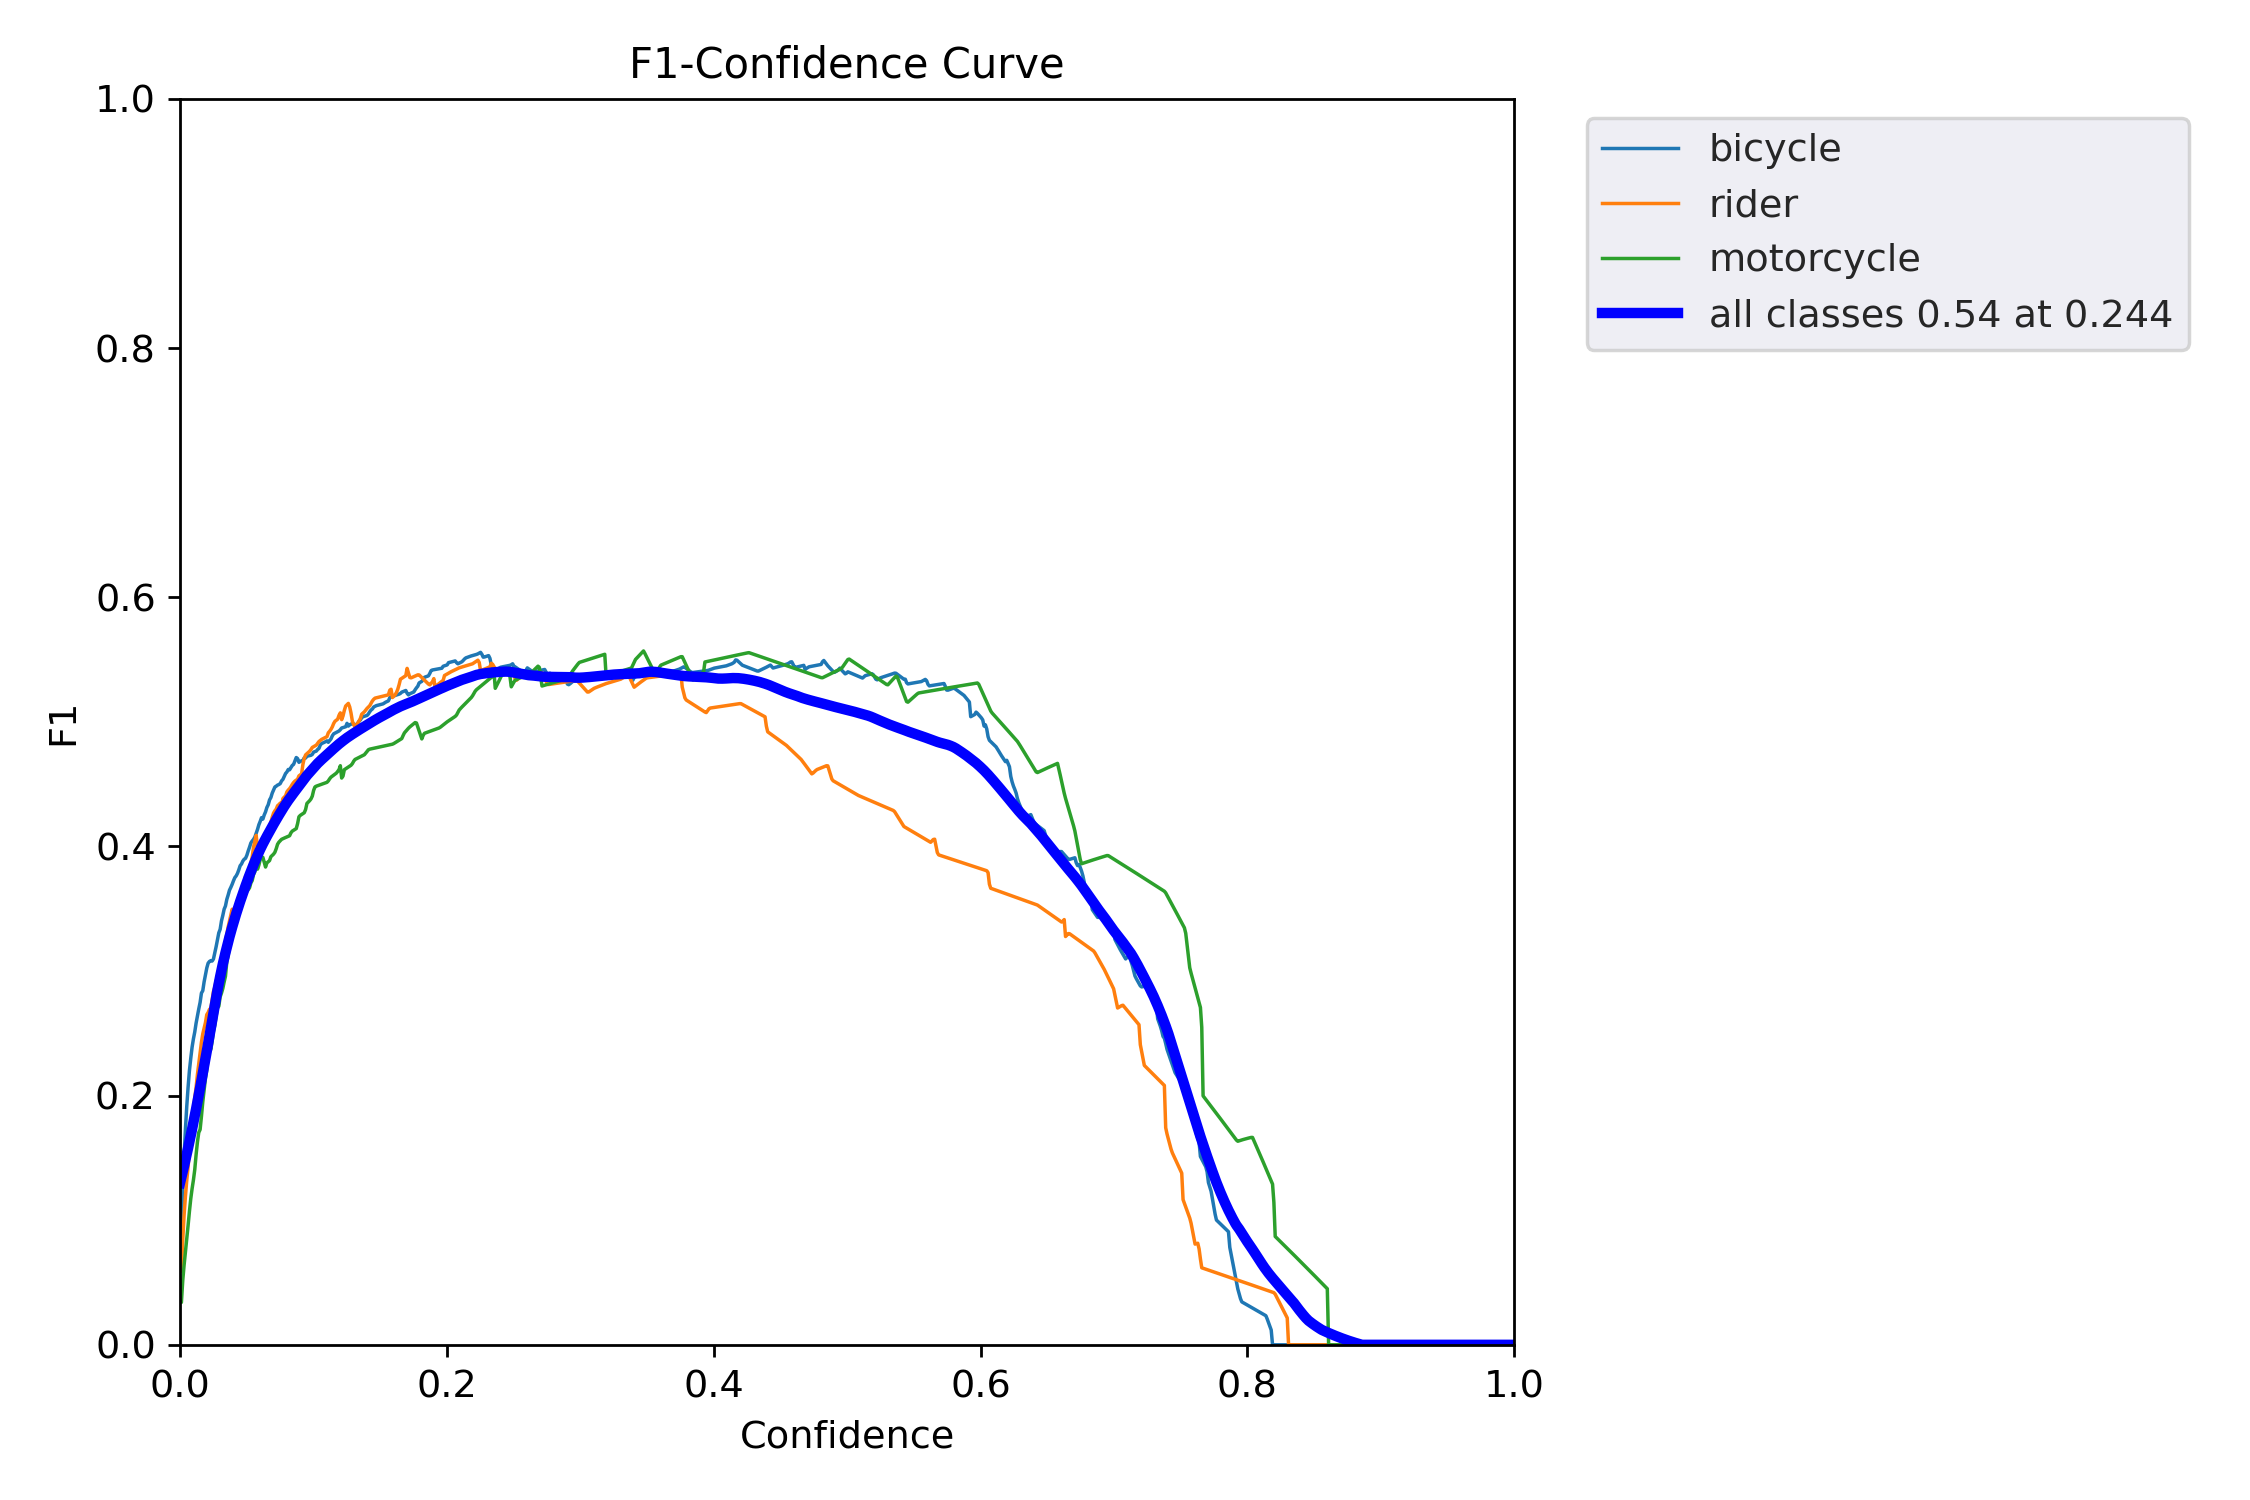 F1-Confidence Curve
1.0
0.8
0.6
0.4
0.2
0.0
F1
0.0 0.2 0.4 0.6 0.8 1.0
Confidence
bicycle
rider
motorcycle
all classes 0.54 at 0.244